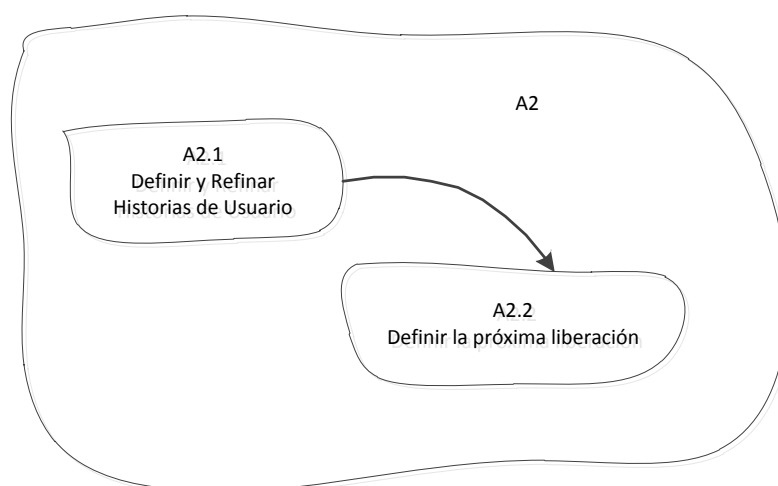 A2
A2.1
Definir y Refinar
Historias de Usuario
A2.2
Definir la próxima liberación